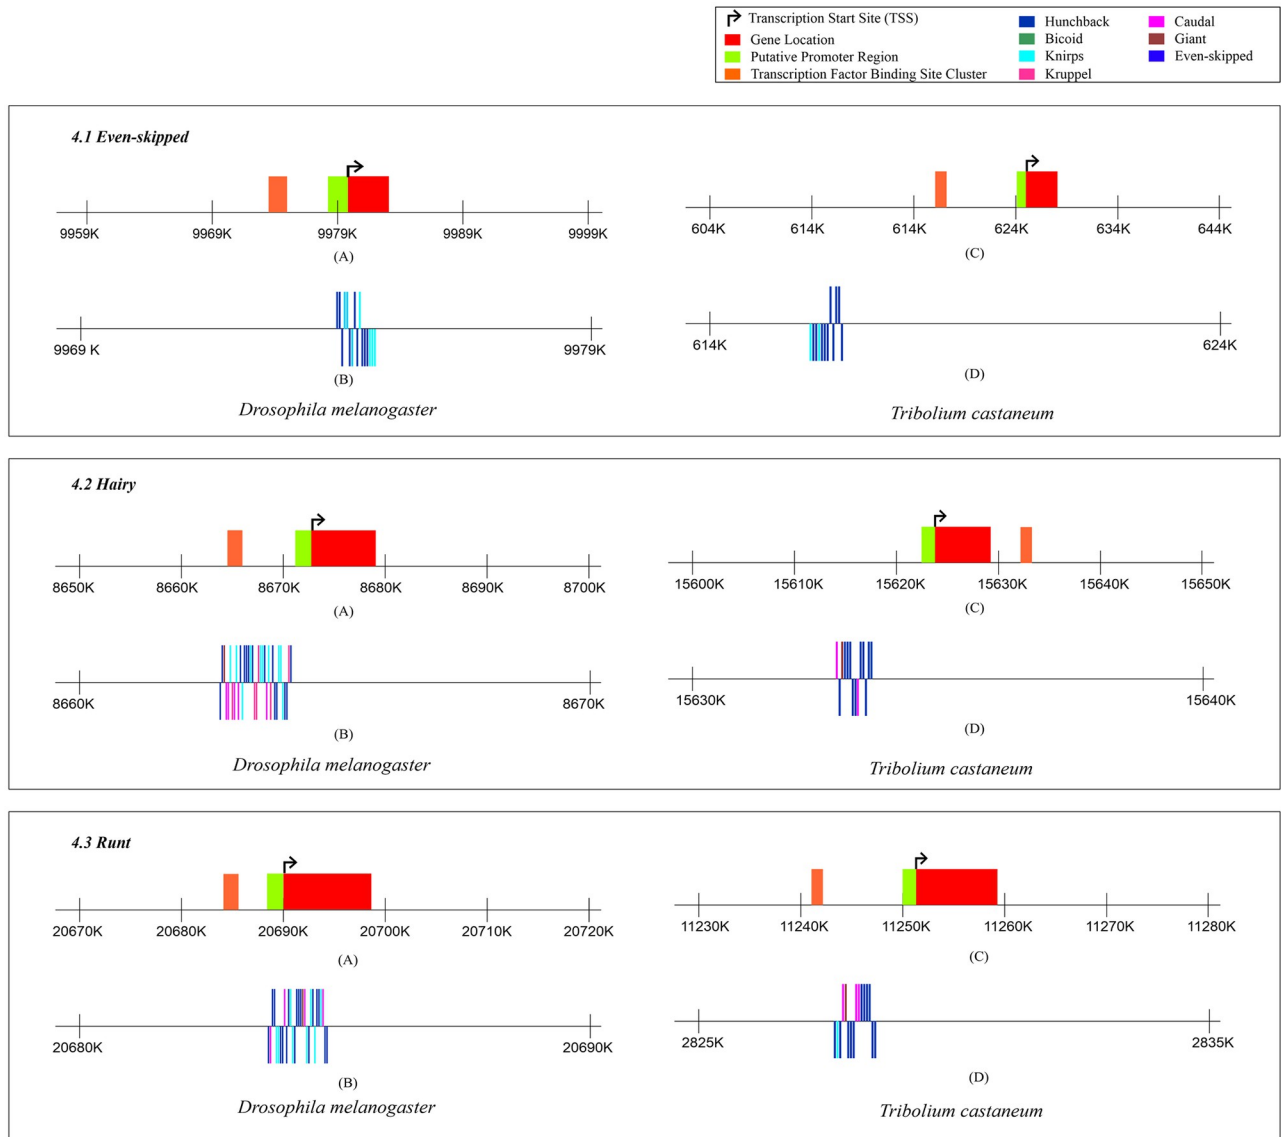 Transcription Start Site (TSS)
Gene Location
Putative Promoter Region
Transcription Factor Binding Site Cluster
Hunchback
Bicoid
Knirps
Kruppel
Caudal
Giant
Even-skipped
4.1 Even-skipped
9959K 9969K 9979K 9989K 9999K
(A)
604K 614K 614K 624K 634K 644K
(C)
9969 K 9979K
(B)
614K 624K
(D)
Drosophila melanogaster
Tribolium castaneum
4.2 Hairy
8650K 8660K 8670K 8680K 8690K 8700K
(A)
15600K 15610K 15620K 15630K 15640K 15650K
(C)
8660K 8670K
(B)
15630K 15640K
(D)
Drosophila melanogaster
Tribolium castaneum
4.3 Runt
20670K 20680K 20690K 20700K 20710K 20720K
(A)
11230K 11240K 11250K 11260K 11270K 11280K
(C)
20680K 20690K
(B)
2825K 2835K
(D)
Drosophila melanogaster
Tribolium castaneum